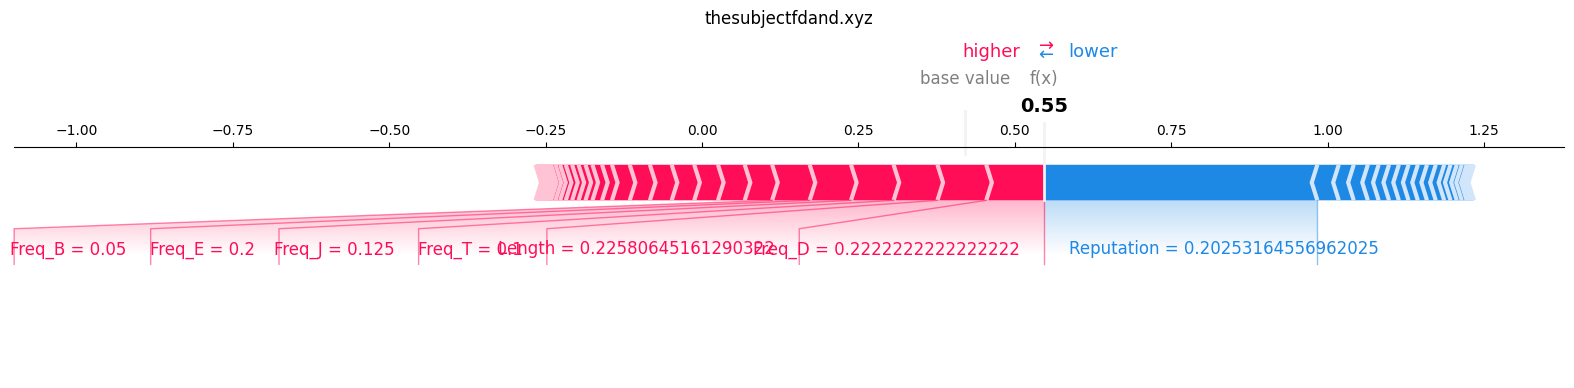 thesubjectfdand.xyz
higher ⇄ lower
base value f(x)
0.55
−1.00 −0.75 −0.50 −0.25 0.00 0.25 0.50 0.75 1.00 1.25
Freq_B = 0.05 Freq_E = 0.2 Freq_J = 0.125 Freq_T = 0.1 Length = 0.22580645161290322 Freq_D = 0.2222222222222222 Reputation = 0.20253164556962025